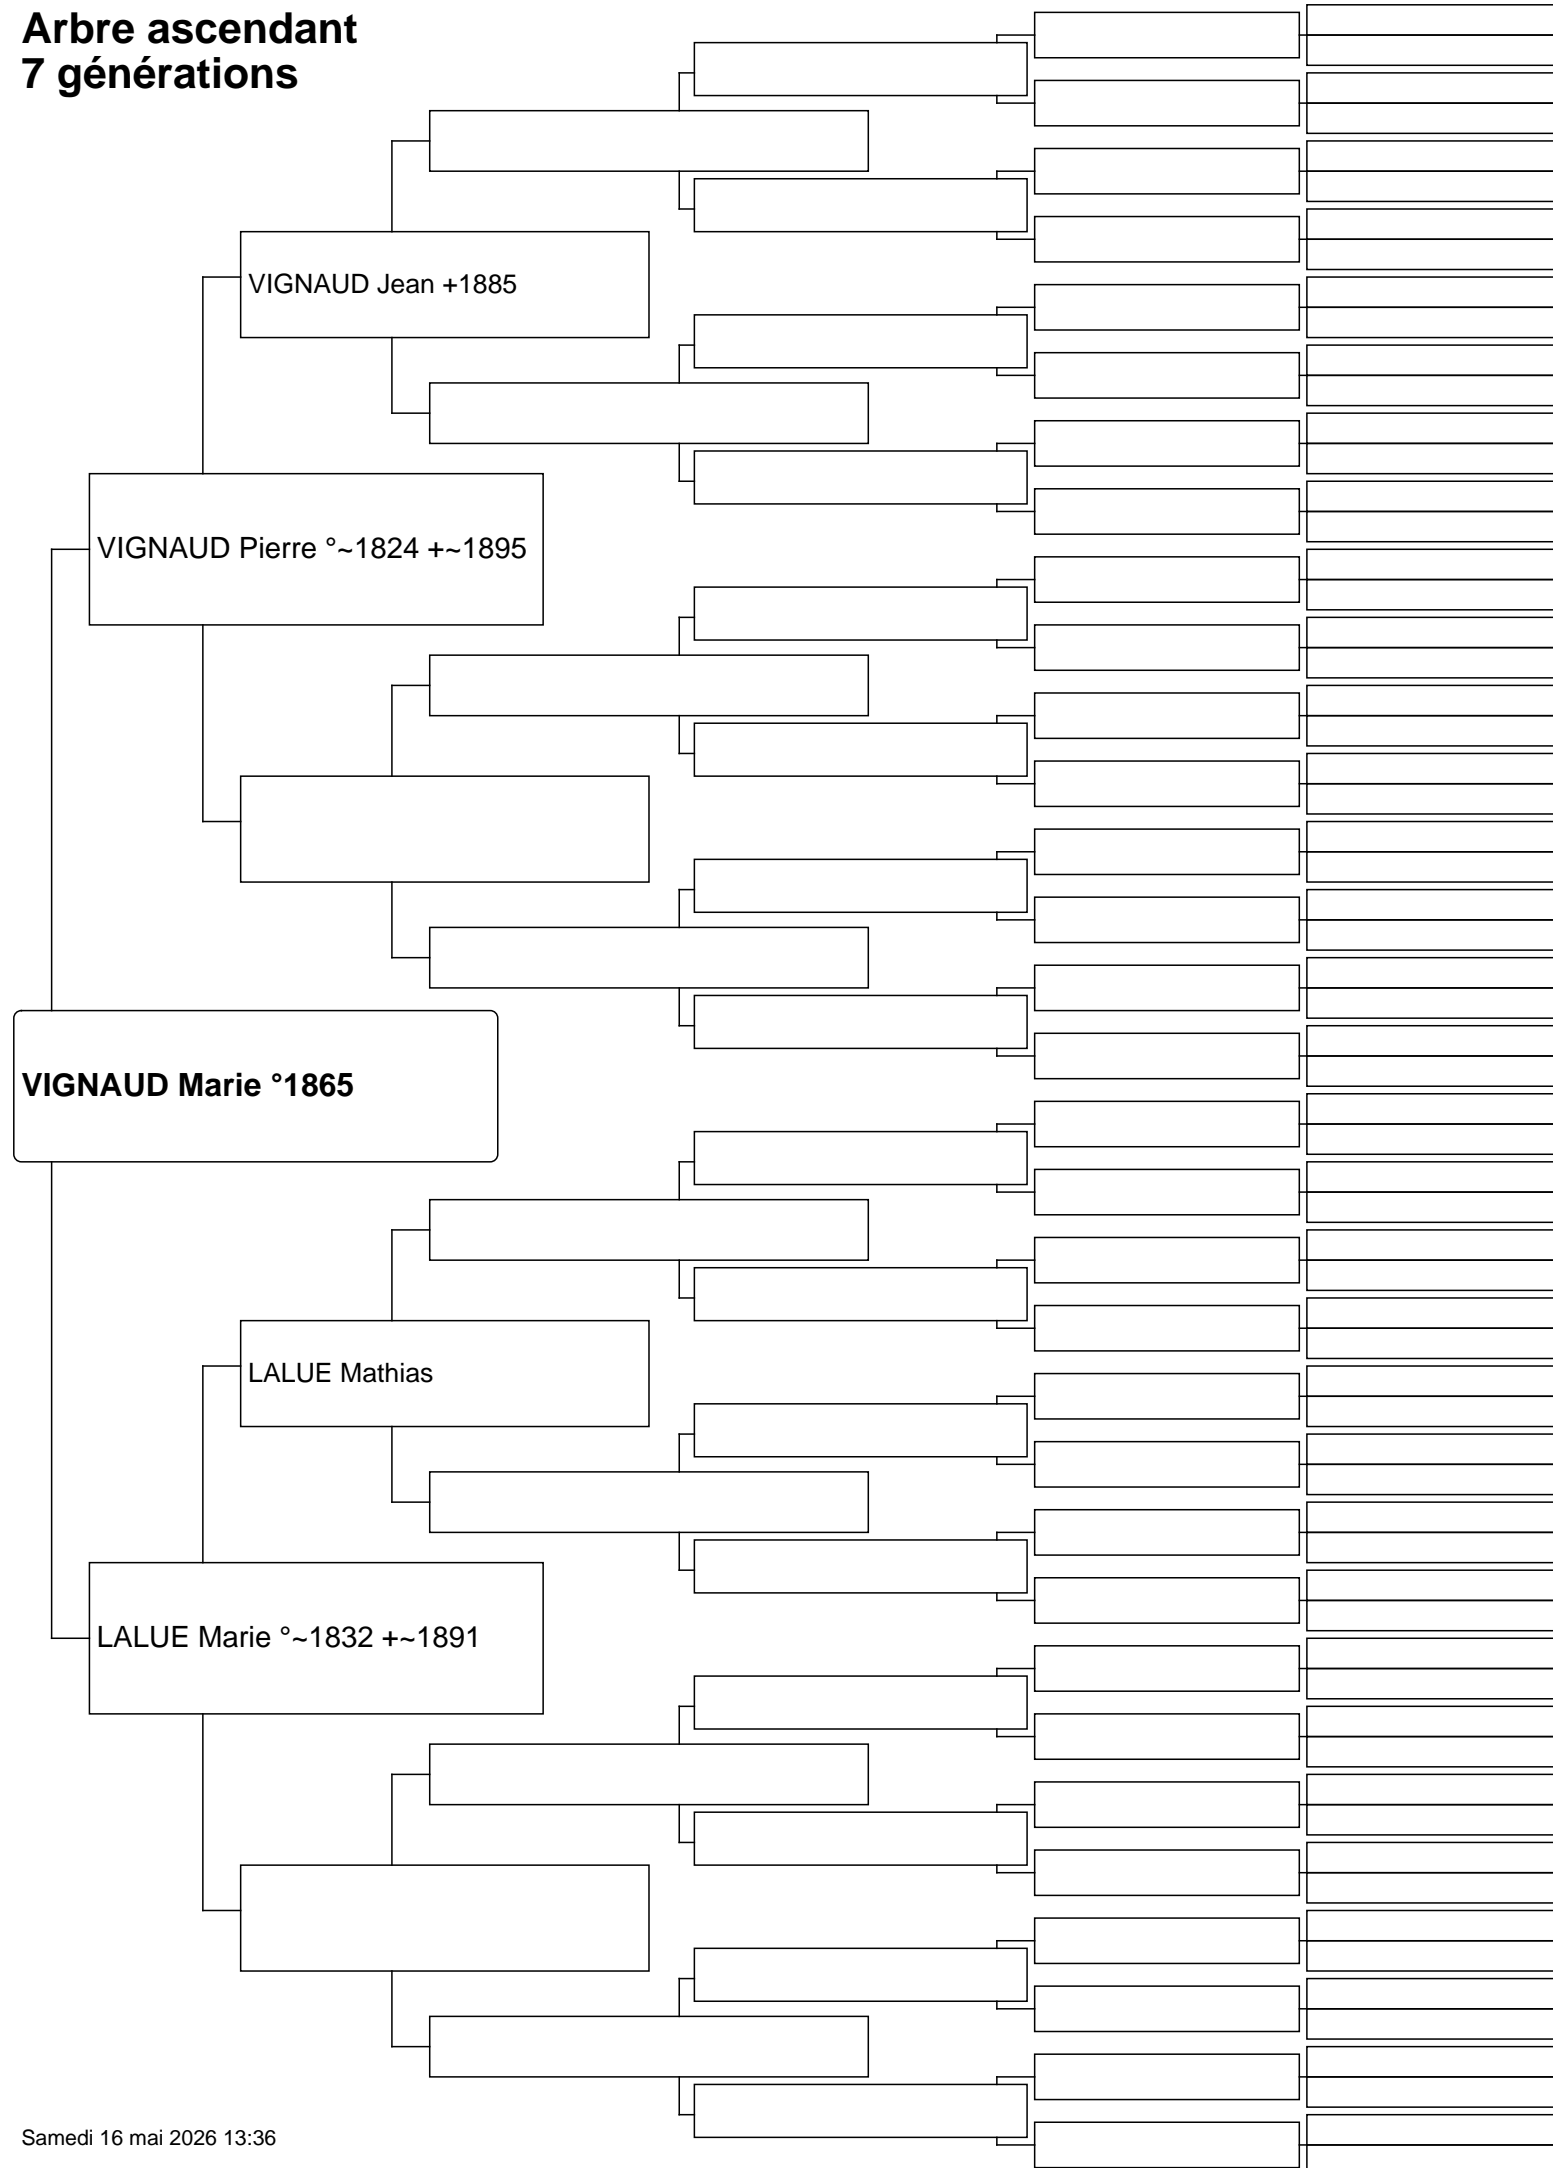 Arbre ascendant
7 générations
VIGNAUD Jean +1885
VIGNAUD Pierre °~1824 +~1895
VIGNAUD Marie °1865
LALUE Mathias
LALUE Marie °~1832 +~1891
Samedi 16 mai 2026 13:36